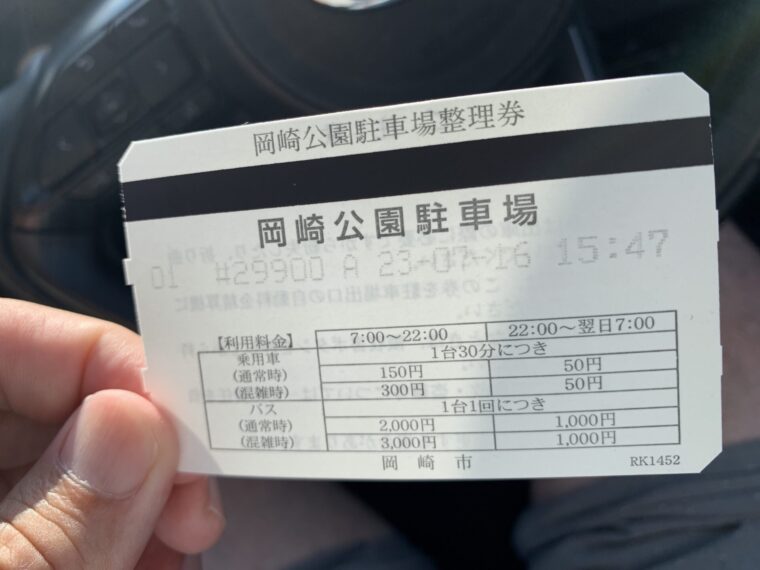 岡崎公園駐車場整理券
岡崎公園駐車場
01 #29900 A 23-07-16 15:47
【利用料金】 7:00〜22:00 22:00〜翌日7:00
乗用車 1台30分につき
(通常時) 150円 50円
(混雑時) 300円 50円
バス 1台1回につき
(通常時) 2,000円 1,000円
(混雑時) 3,000円 1,000円
岡崎市 RK1452